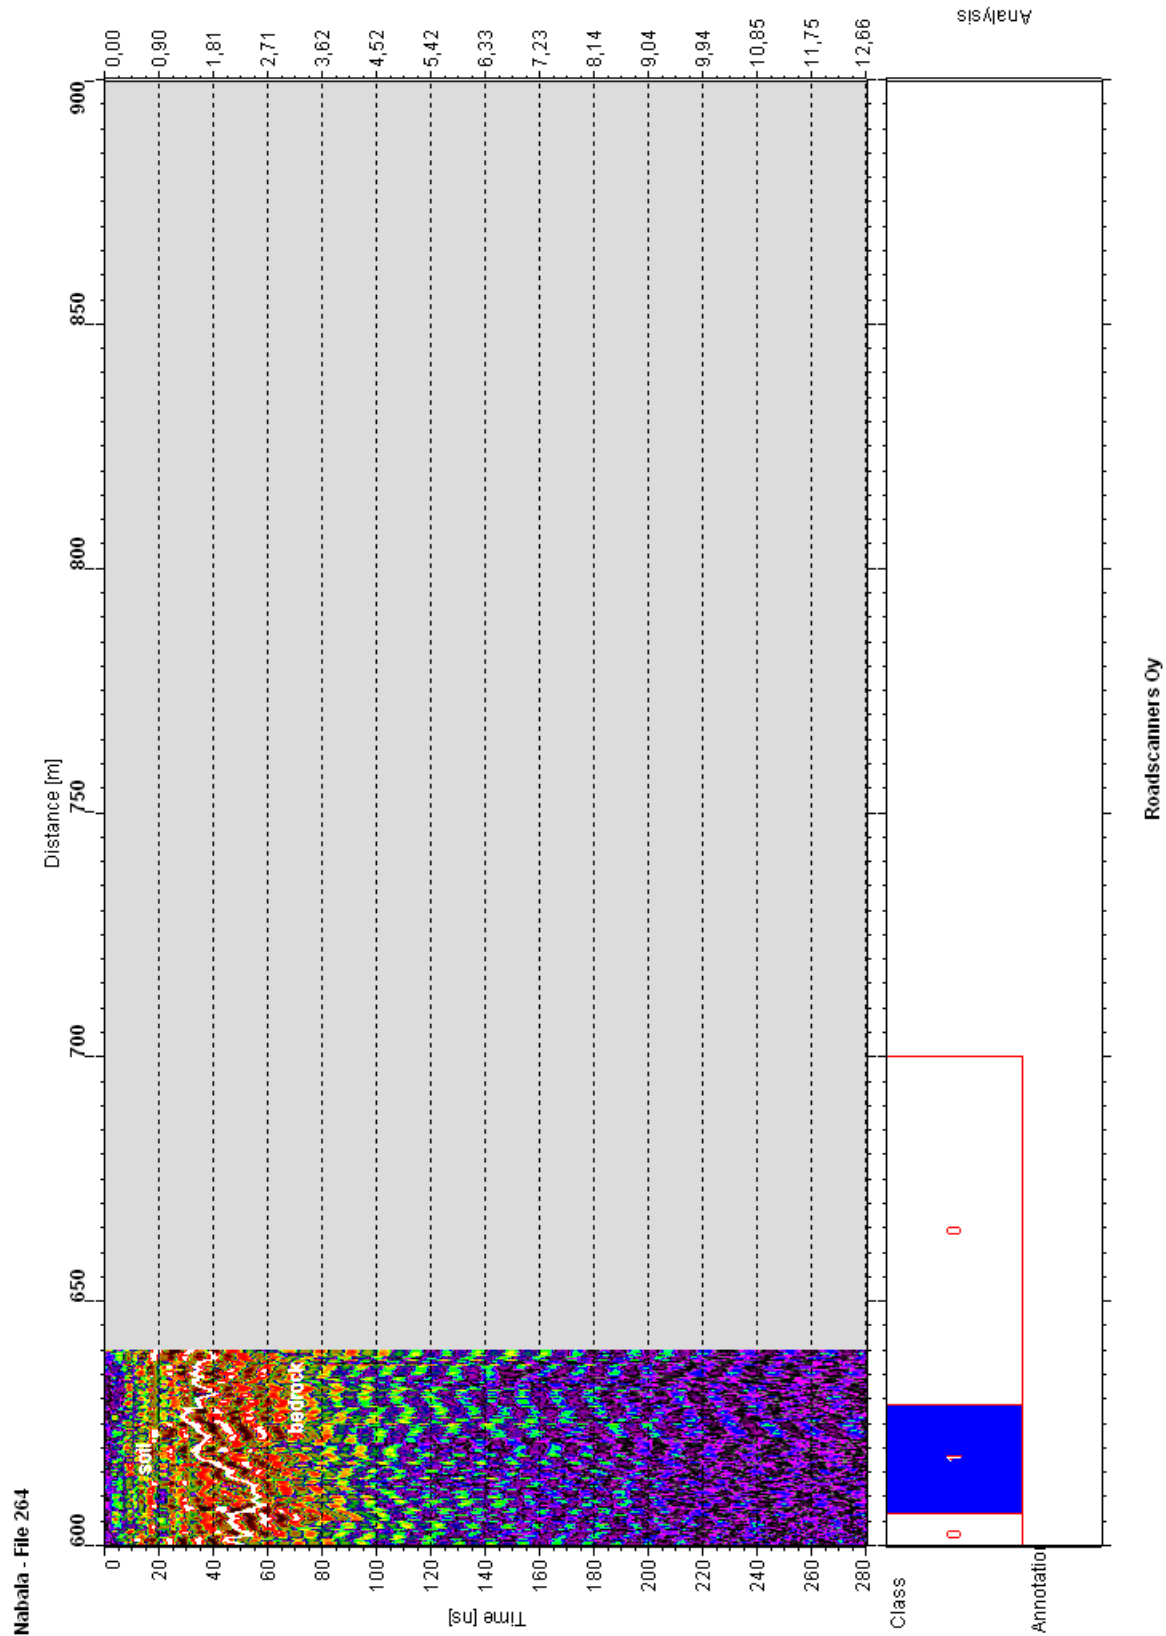 Nabala - File 264
Distance [m]
600 650 700 750 800 850 900
Time [ns]
0 0,00
20 0,90
40 1,81
60 2,71
80 3,62
100 4,52
120 5,42
140 6,33
160 7,23
180 8,14
200 9,04
220 9,94
240 10,85
260 11,75
280 12,66
soil
bedrock
Class
0 1 0
Annotation
Analysis
Roadscanners Oy